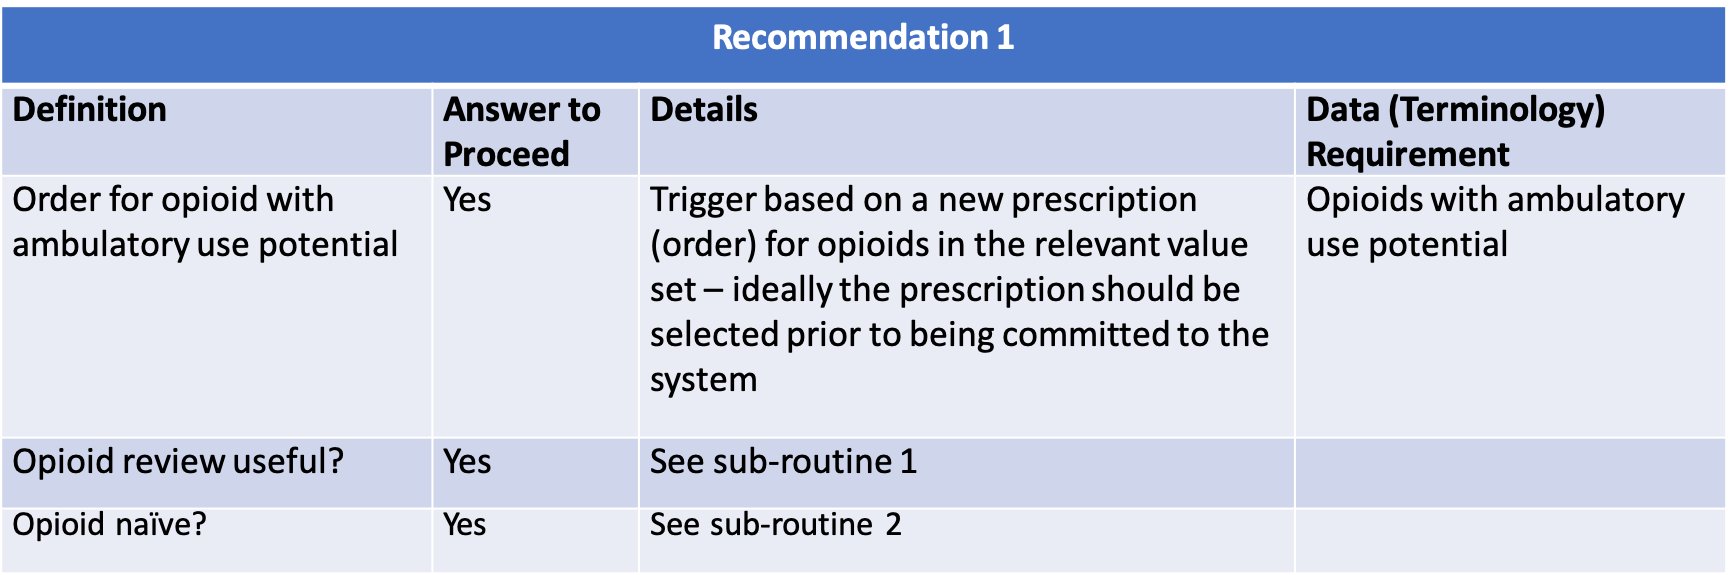 Recommendation 1
Definition
Answer to
Proceed
Details
Data (Terminology)
Requirement
Order for opioid with
ambulatory use potential
Yes
Trigger based on a new prescription
(order) for opioids in the relevant value
set – ideally the prescription should be
selected prior to being committed to the
system
Opioids with ambulatory
use potential
Opioid review useful?
Yes
See sub-routine 1
Opioid naïve?
Yes
See sub-routine 2